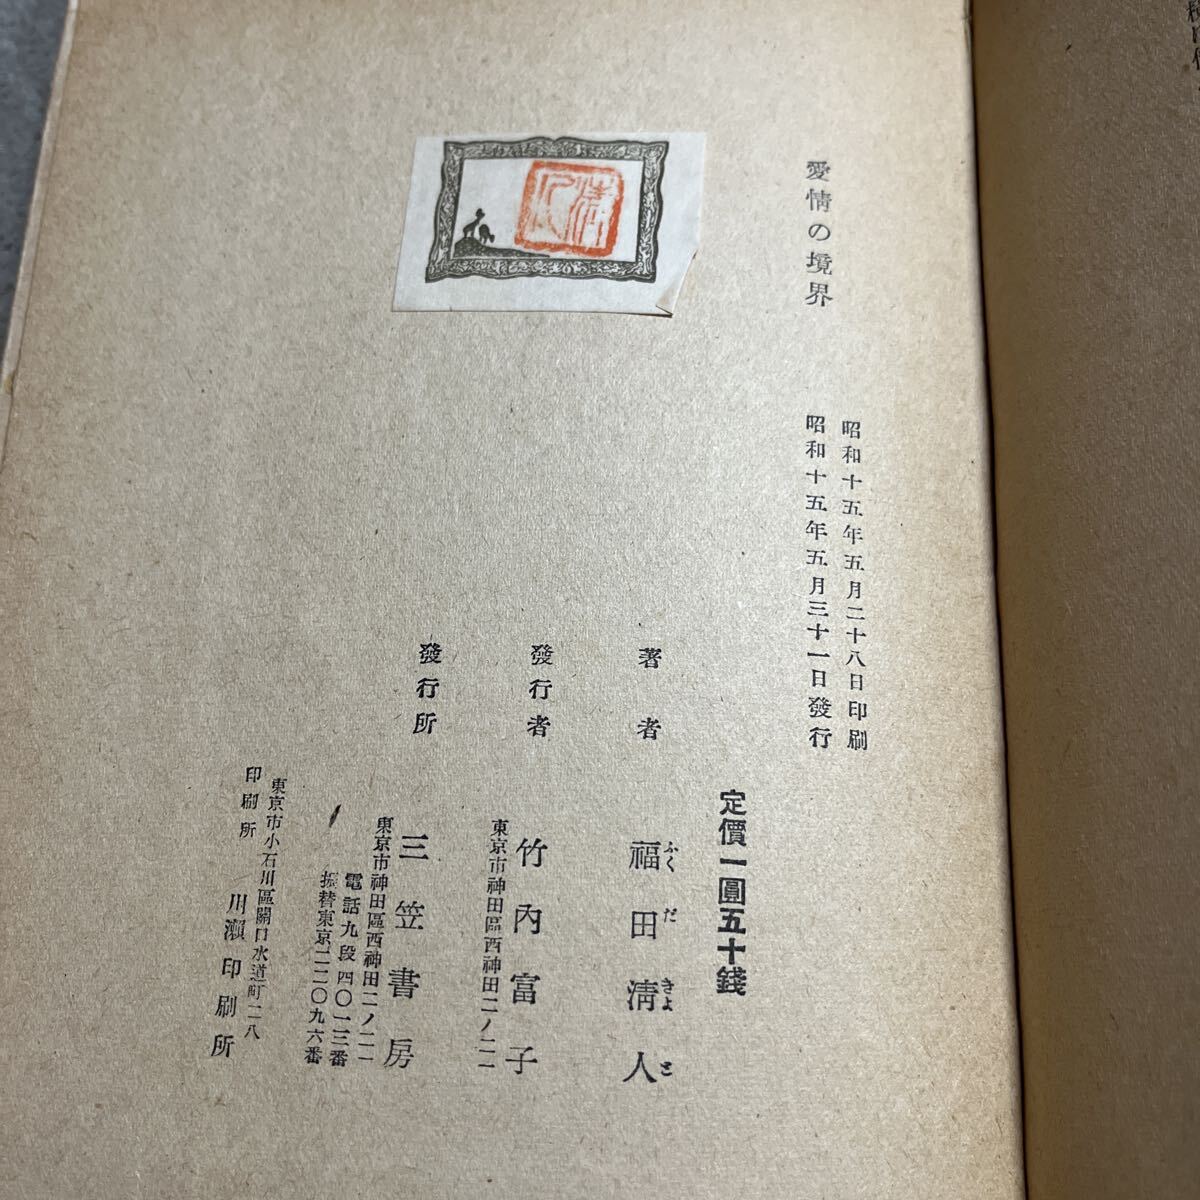 愛情の境界
昭和十五年五月二十八日印刷
昭和十五年五月三十一日發行
定價一圓五十錢
著者
福田淸人
ふくだきよと
發行者
竹內富子
東京市神田區西神田二ノ二一
發行所
三笠書房
東京市神田區西神田二ノ二一
電話九段四〇一三番
振替東京二二〇九六番
東京市小石川區關口水道町二八
印刷所 川瀨印刷所